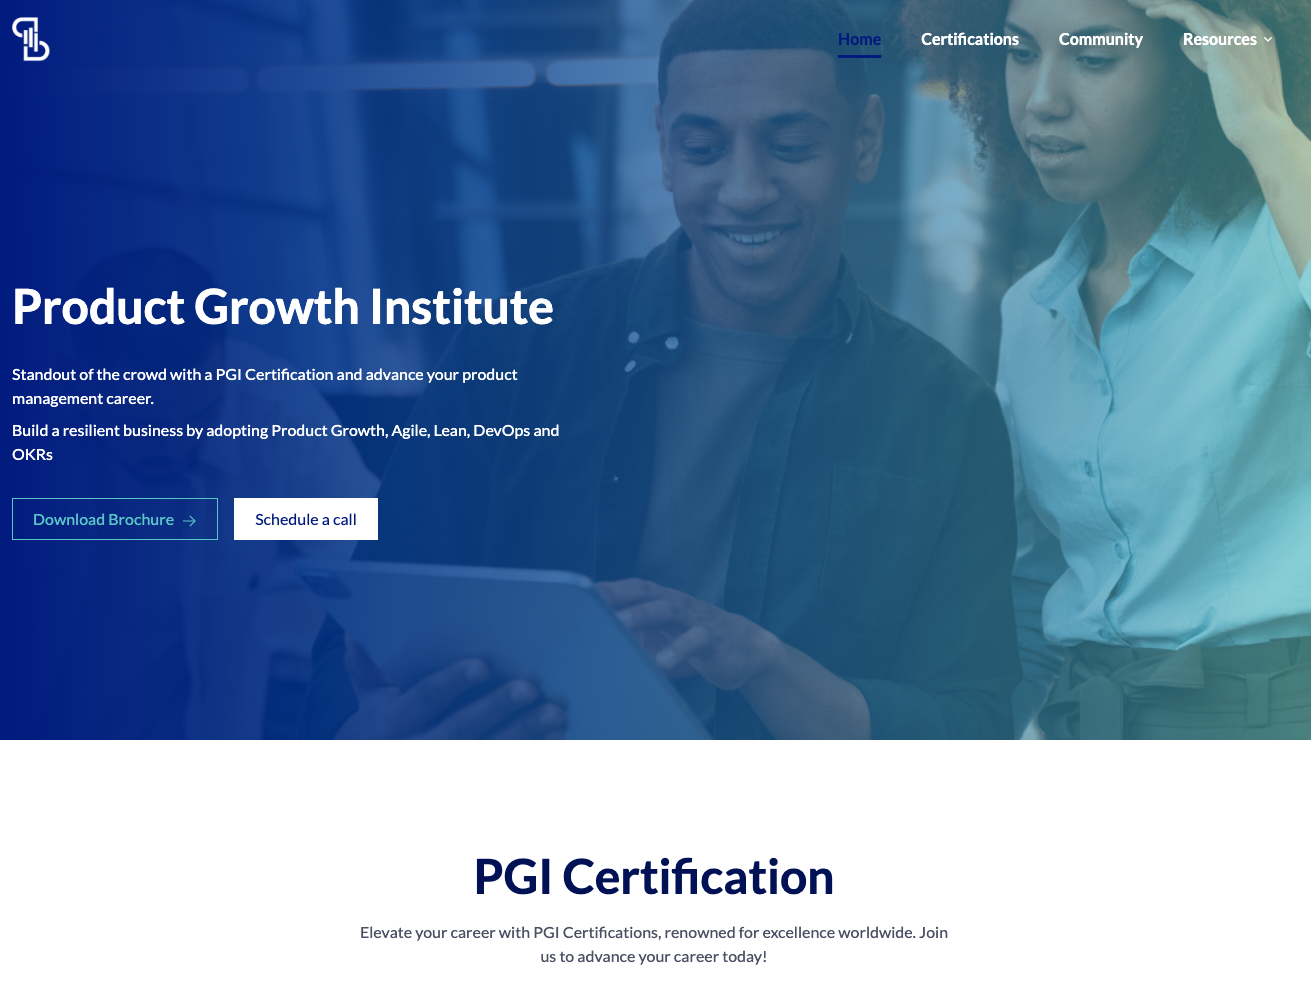 Home
Certifications
Community
Resources
Product Growth Institute
Standout of the crowd with a PGI Certification and advance your product
management career.
Build a resilient business by adopting Product Growth, Agile, Lean, DevOps and
OKRs
Download Brochure
Schedule a call
PGI Certification
Elevate your career with PGI Certifications, renowned for excellence worldwide. Join
us to advance your career today!